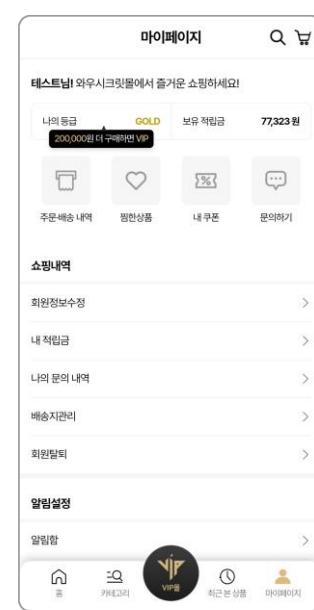 마이페이지
테스트님! 와우시크릿몰에서 즐거운 쇼핑하세요!
나의 등급 GOLD 보유 적립금 77,323 원
200,000원 더 구매하면 VIP
주문·배송 내역 찜한상품 내 쿠폰 문의하기
쇼핑내역
회원정보수정
내 적립금
나의 문의 내역
배송지관리
회원탈퇴
알림설정
알림함
VIP
홈 카테고리 VIP몰 최근 본 상품 마이페이지